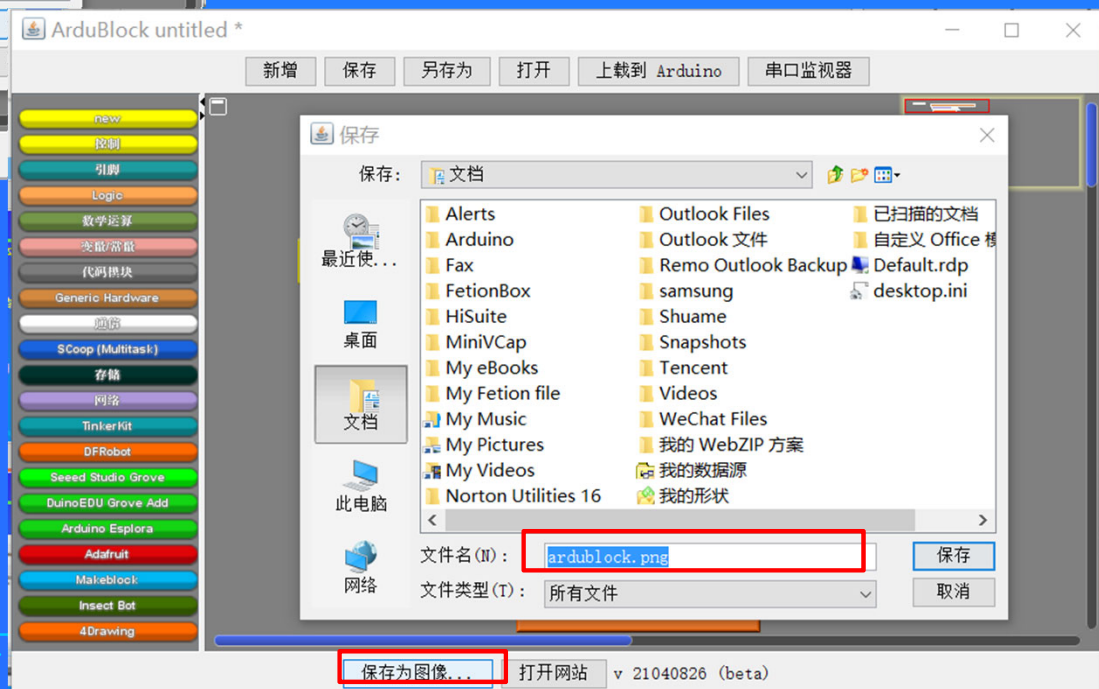 ArduBlock untitled *
新增
保存
另存为
打开
上载到 Arduino
串口监视器
new
控制
引脚
Logic
数学运算
变量/常量
代码模块
Generic Hardware
通信
SCoop (Multitask)
存储
网络
TinkerKit
DFRobot
Seeed Studio Grove
DuinoEDU Grove Add
Arduino Esplora
Adafruit
Makeblock
Insect Bot
4Drawing
保存
保存:
文档
最近使...
桌面
文档
此电脑
网络
Alerts
Arduino
Fax
FetionBox
HiSuite
MiniVCap
My eBooks
My Fetion file
My Music
My Pictures
My Videos
Norton Utilities 16
Outlook Files
Outlook 文件
Remo Outlook Backup
samsung
Shuame
Snapshots
Tencent
Videos
WeChat Files
我的 WebZIP 方案
我的数据源
我的形状
已扫描的文档
自定义 Office 模
Default.rdp
desktop.ini
文件名(N):
ardublock.png
保存
文件类型(T):
所有文件
取消
保存为图像...
打开网站
v 21040826 (beta)